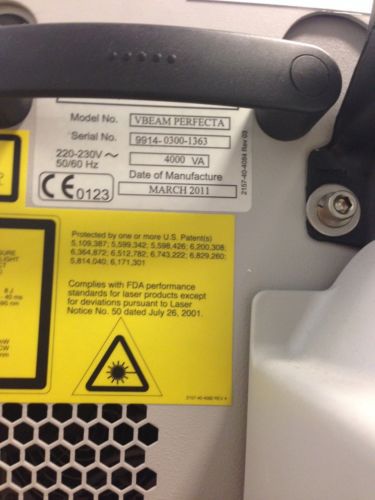 Model No. VBEAM PERFECTA
Serial No. 9914-0300-1363
220-230V ~ 4000 VA
50/60 Hz
Date of Manufacture
CE 0123 MARCH 2011
2157-40-4084 Rev 03
Protected by one or more U.S. Patent(s)
5,109,387; 5,599,342; 5,598,426; 6,200,308;
6,364,872; 6,512,782; 6,743,222; 6,829,260;
5,814,040; 6,171,301
Complies with FDA performance
standards for laser products except
for deviations pursuant to Laser
Notice No. 50 dated July 26, 2001.